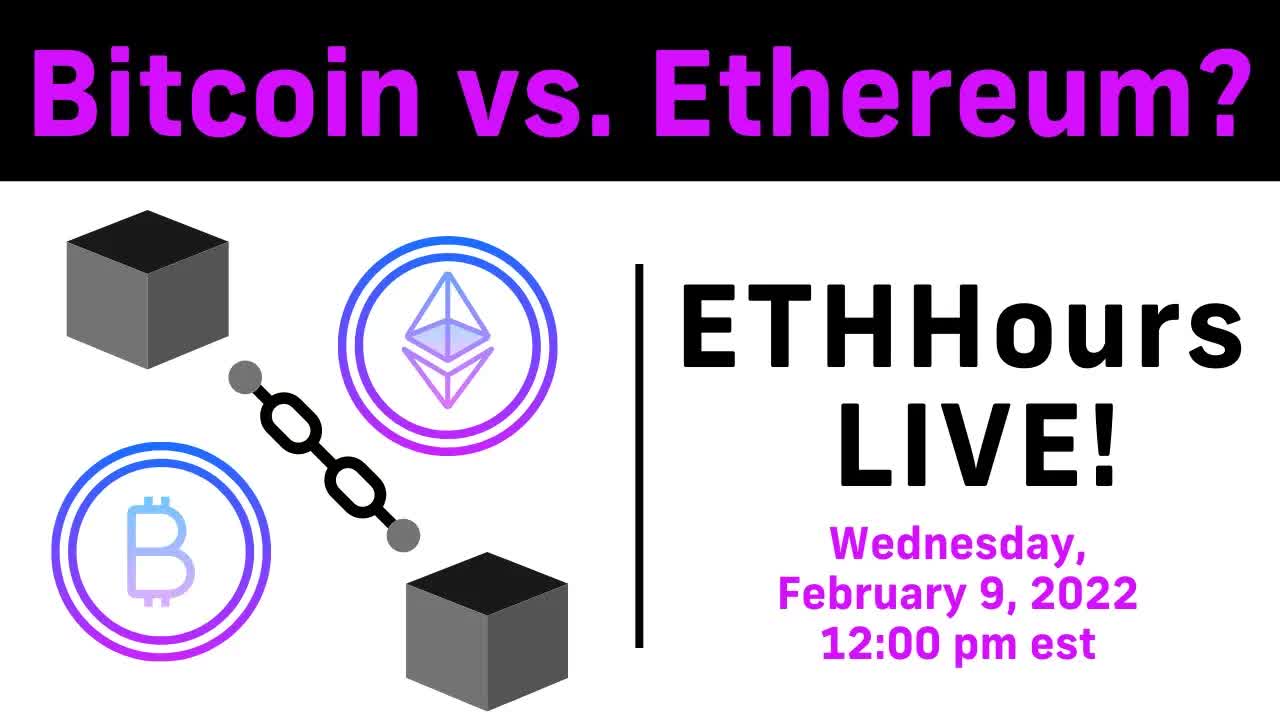 Bitcoin vs. Ethereum?
ETHHours
LIVE!
Wednesday,
February 9, 2022
12:00 pm est